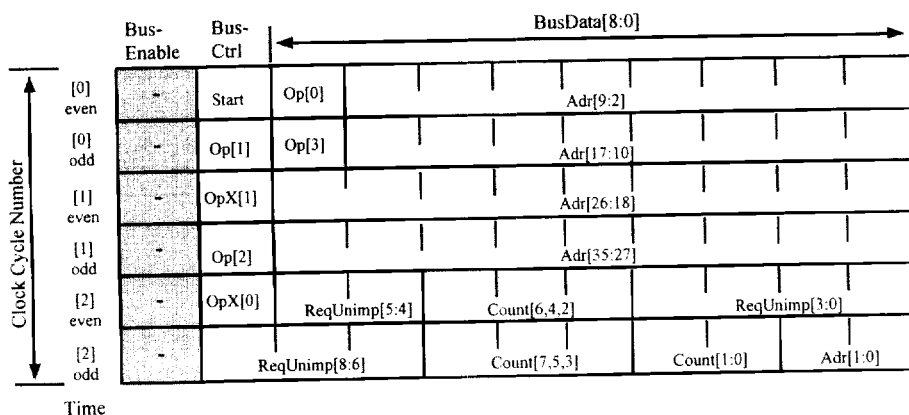 Bus-Enable Bus-Ctrl BusData[8:0]
Clock Cycle Number
[0] even - Start Op[0] Adr[9:2]
[0] odd - Op[1] Op[3] Adr[17:10]
[1] even - OpX[1] Adr[26:18]
[1] odd - Op[2] Adr[35:27]
[2] even - OpX[0] ReqUnimp[5:4] Count[6,4,2] ReqUnimp[3:0]
[2] odd - ReqUnimp[8:6] Count[7,5,3] Count[1:0] Adr[1:0]
Time